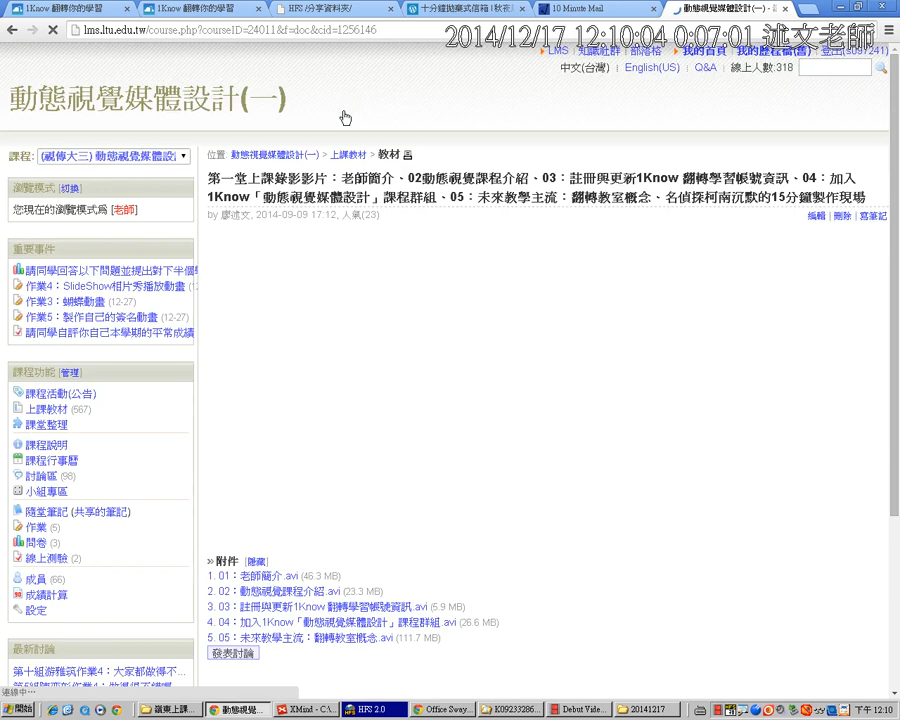 1Know 翻轉你的學習
1Know 翻轉你的學習
HFS /分享資料夾/
十分鐘拋棄式信箱 | 秋夜
10 Minute Mail
動態視覺媒體設計(一) -
lms.ltu.edu.tw/course.php?courseID=24011&f=doc&cid=1256146
2014/12/17 12:10:04 0:07:01 述文老師
LMS | 知識社群 | 部落格 我的首頁 我的歷程檔(舊) 登出(s097241)
中文(台灣) | English(US) | Q&A | 線上人數:318
動態視覺媒體設計(一)
課程: (視傳大三) 動態視覺媒體設
位置: 動態視覺媒體設計(一) > 上課教材 > 教材
瀏覽模式 [切換]
您現在的瀏覽模式為 [老師]
第一堂上課錄影影片：老師簡介、02動態視覺課程介紹、03：註冊與更新1Know 翻轉學習帳號資訊、04：加入
1Know「動態視覺媒體設計」課程群組、05：未來教學主流：翻轉教室概念、名偵探柯南沉默的15分鐘製作現場
by 廖述文, 2014-09-09 17:12, 人氣(23)
編輯 | 刪除 | 寫筆記
重要事件
請同學回答以下問題並提出對下半個
作業4：SlideShow相片秀播放動畫 (12
作業3：蝴蝶動畫 (12-27)
作業5：製作自己的簽名動畫 (12-27)
請同學自評你自己本學期的平常成績
課程功能 [管理]
課程活動(公告)
上課教材 (567)
課堂整理
課程說明
課程行事曆
討論區 (98)
小組專區
隨堂筆記 (共享的筆記)
作業 (5)
問卷 (3)
線上測驗 (2)
成員 (66)
成績計算
設定
» 附件 [隱藏]
1. 01：老師簡介.avi (46.3 MB)
2. 02：動態視覺課程介紹.avi (23.3 MB)
3. 03：註冊與更新1Know 翻轉學習帳號資訊.avi (5.9 MB)
4. 04：加入1Know「動態視覺媒體設計」課程群組.avi (26.6 MB)
5. 05：未來教學主流：翻轉教室概念.avi (111.7 MB)
發表討論
最新討論
第十組游雅筑作業4：大家都做得不...
連線中…
開始
嶺東上課...
動態視覺...
XMind - C:\...
HFS 2.0
Office Sway...
K09233286...
Debut Vide...
20141217
下午 12:10